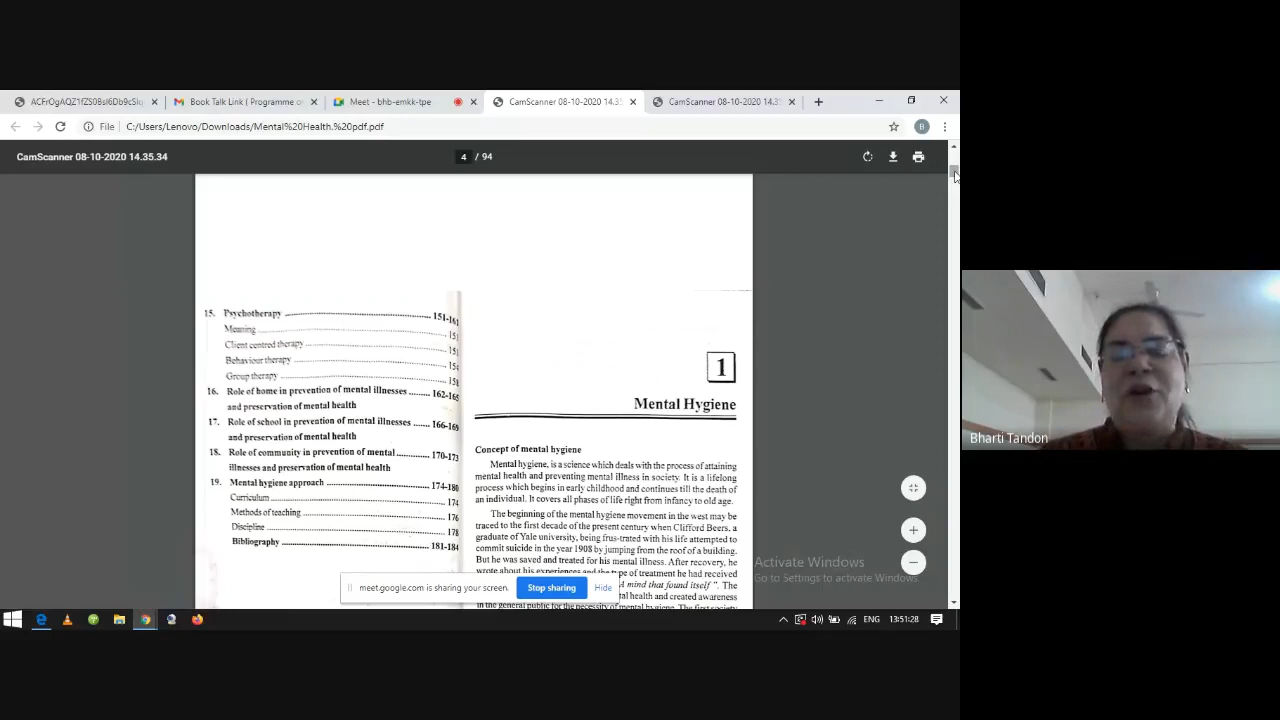 ACFrOgAQZ1fZS0BsI6Db9cSIq
Book Talk Link ( Programme o
Meet - bhb-emkk-tpe
CamScanner 08-10-2020 14.35
CamScanner 08-10-2020 14.3
File
C:/Users/Lenovo/Downloads/Mental%20Health.%20pdf.pdf
B
CamScanner 08-10-2020 14.35.34
4 / 94
15. Psychotherapy 151-161
Meaning 151
Client centred therapy 151
Behaviour therapy 154
Group therapy 158
16. Role of home in prevention of mental illnesses 162-165
and preservation of mental health
17. Role of school in prevention of mental illnesses 166-169
and preservation of mental health
18. Role of community in prevention of mental 170-173
illnesses and preservation of mental health
19. Mental hygiene approach 174-180
Curriculum 174
Methods of teaching 176
Discipline 178
Bibliography 181-184
1
Mental Hygiene
Concept of mental hygiene
Mental hygiene, is a science which deals with the process of attaining
mental health and preventing mental illness in society. It is a lifelong
process which begins in early childhood and continues till the death of
an individual. It covers all phases of life right from infancy to old age.
The beginning of the mental hygiene movement in the west may be
traced to the first decade of the present century when Clifford Beers, a
graduate of Yale university, being frus-trated with his life attempted to
commit suicide in the year 1908 by jumping from the roof of a building.
But he was saved and treated for his mental illness. After recovery, he
wrote about his experiences and the type of treatment he had received
A mind that found itself ". The
tal health and created awareness
in the general public for the necessity of mental hygiene. The first society
meet.google.com is sharing your screen.
Stop sharing
Hide
Activate Windows
Go to Settings to activate Windows.
ENG
13:51:28
Bharti Tandon